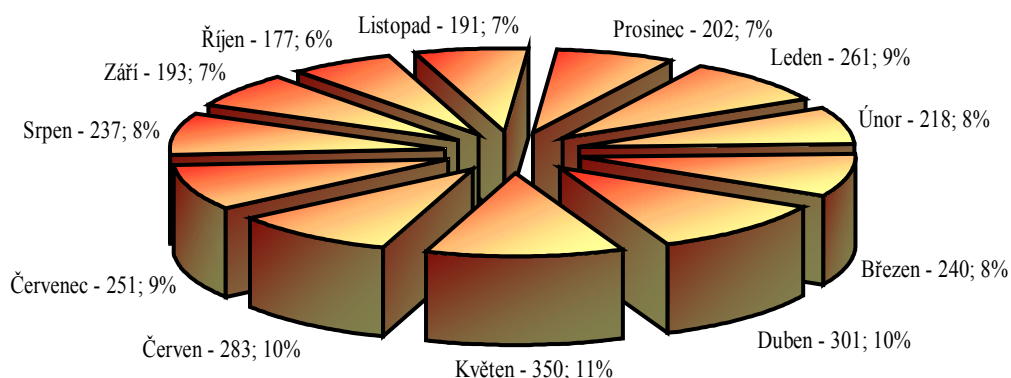 Listopad - 191; 7%
Prosinec - 202; 7%
Říjen - 177; 6%
Leden - 261; 9%
Září - 193; 7%
Únor - 218; 8%
Srpen - 237; 8%
Březen - 240; 8%
Červenec - 251; 9%
Duben - 301; 10%
Červen - 283; 10%
Květen - 350; 11%